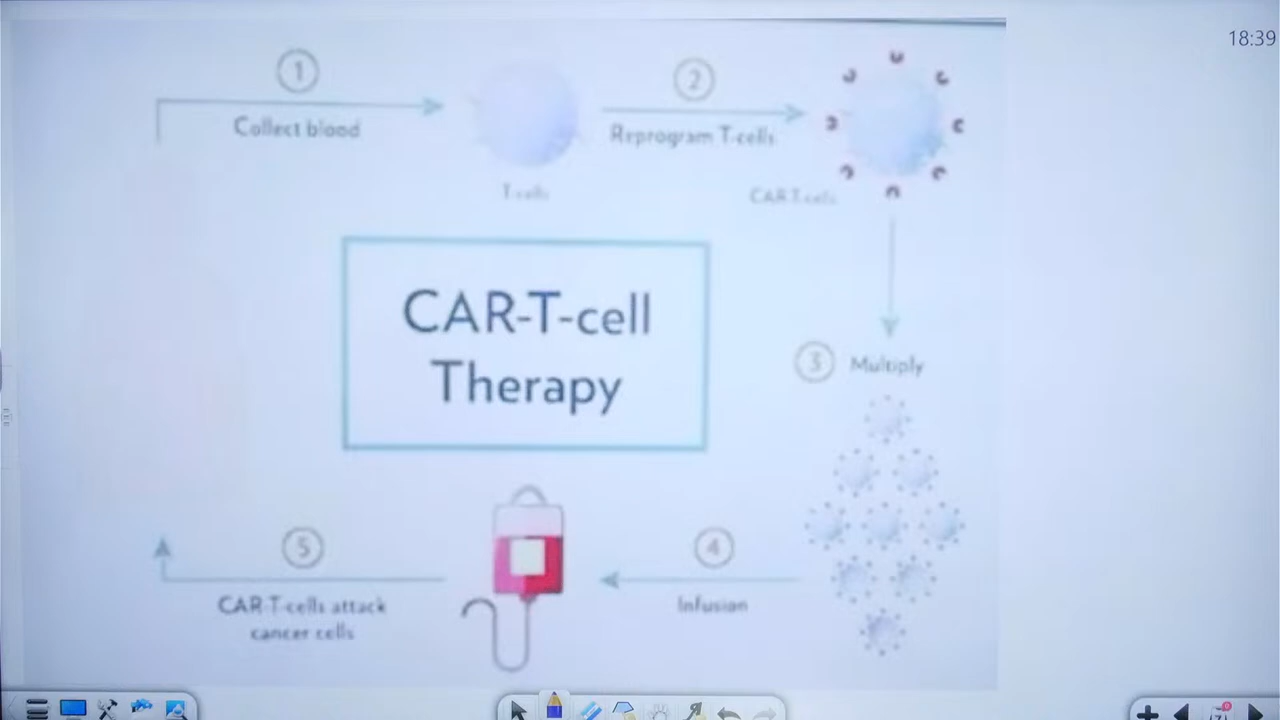 18:39
1
Collect blood
T-cells
2
Reprogram T-cells
CAR-T-cells
CAR-T-cell
Therapy
3 Multiply
4
Infusion
5
CAR-T-cells attack
cancer cells